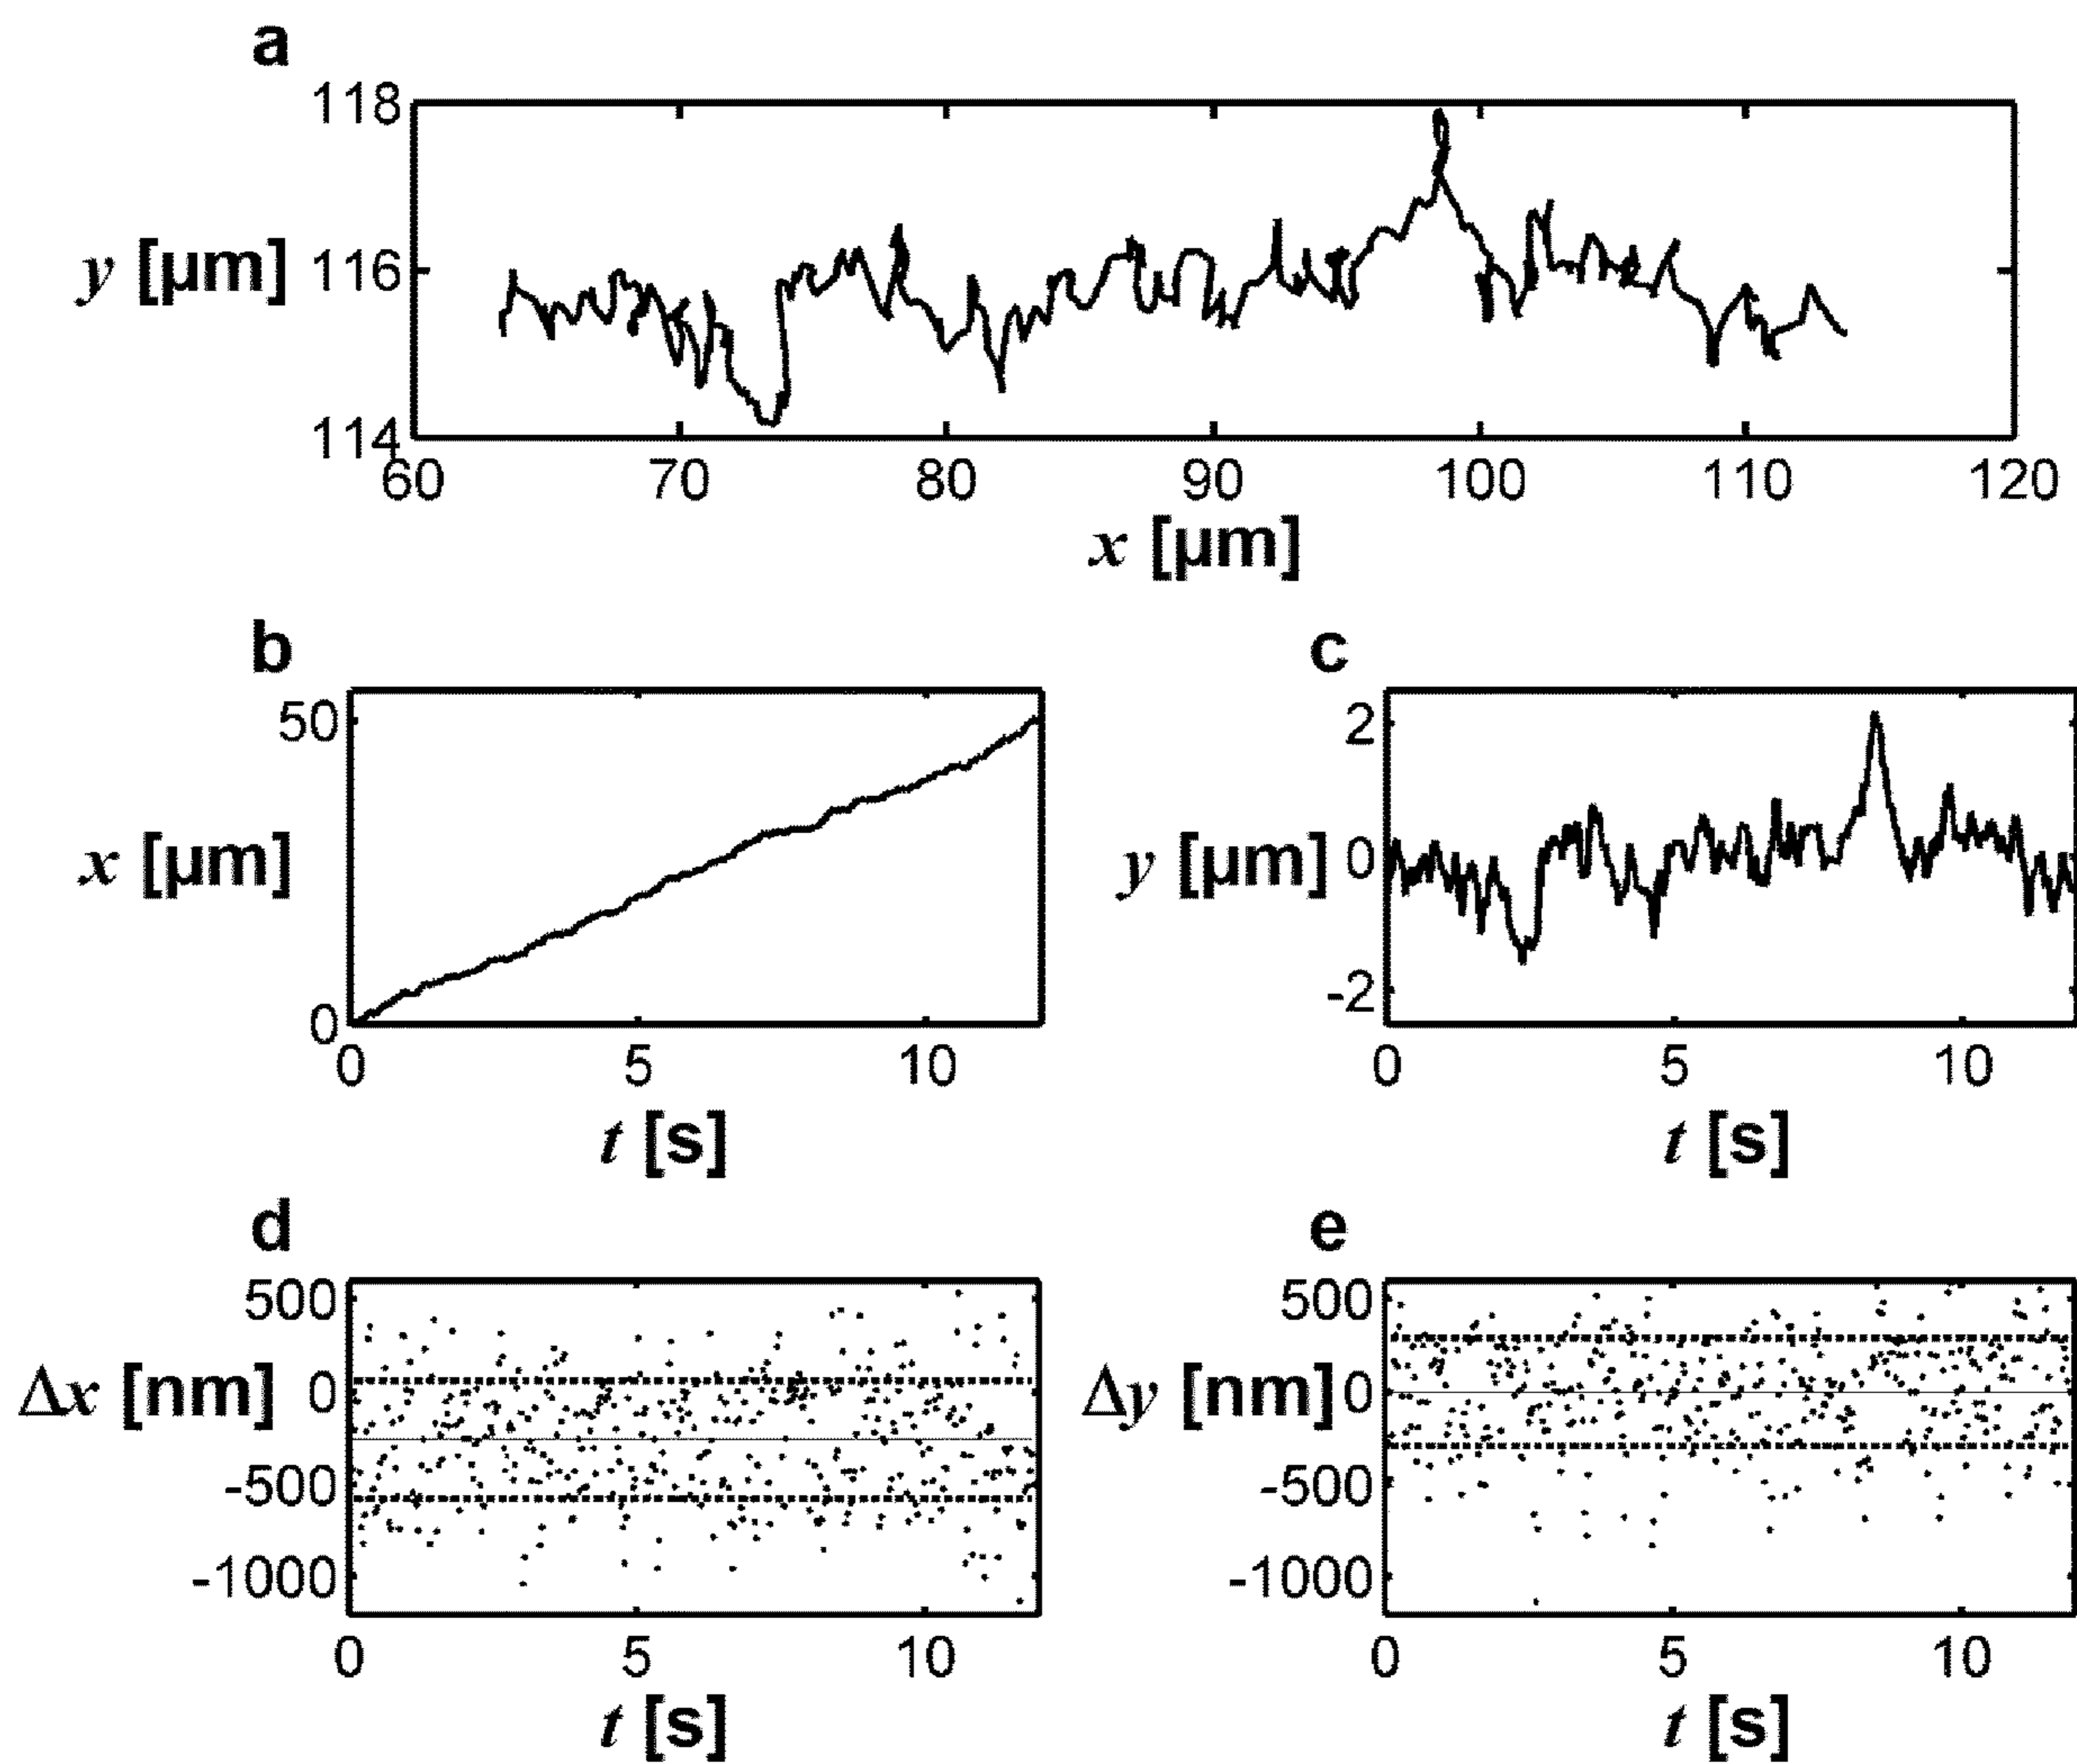 a
118
y [µm] 116
114
60 70 80 90 100 110 120
x [µm]
b
50
x [µm]
0
0 5 10
t [s]
c
2
y [µm] 0
-2
0 5 10
t [s]
d
500
Δx [nm] 0
-500
-1000
0 5 10
t [s]
e
500
Δy [nm] 0
-500
-1000
0 5 10
t [s]